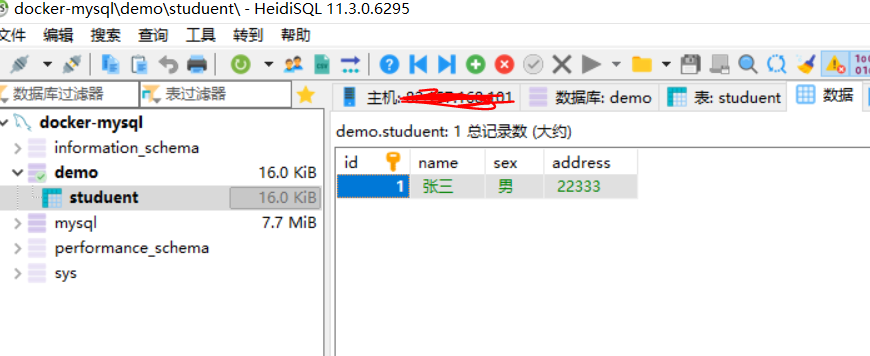 docker-mysql\demo\studuent\ - HeidiSQL 11.3.0.6295
文件 编辑 搜索 查询 工具 转到 帮助
数据库过滤器 表过滤器
主机: 101 数据库: demo 表: studuent 数据
docker-mysql
information_schema
demo 16.0 KiB
studuent 16.0 KiB
mysql 7.7 MiB
performance_schema
sys
demo.studuent: 1 总记录数 (大约)
id name sex address
1 张三 男 22333